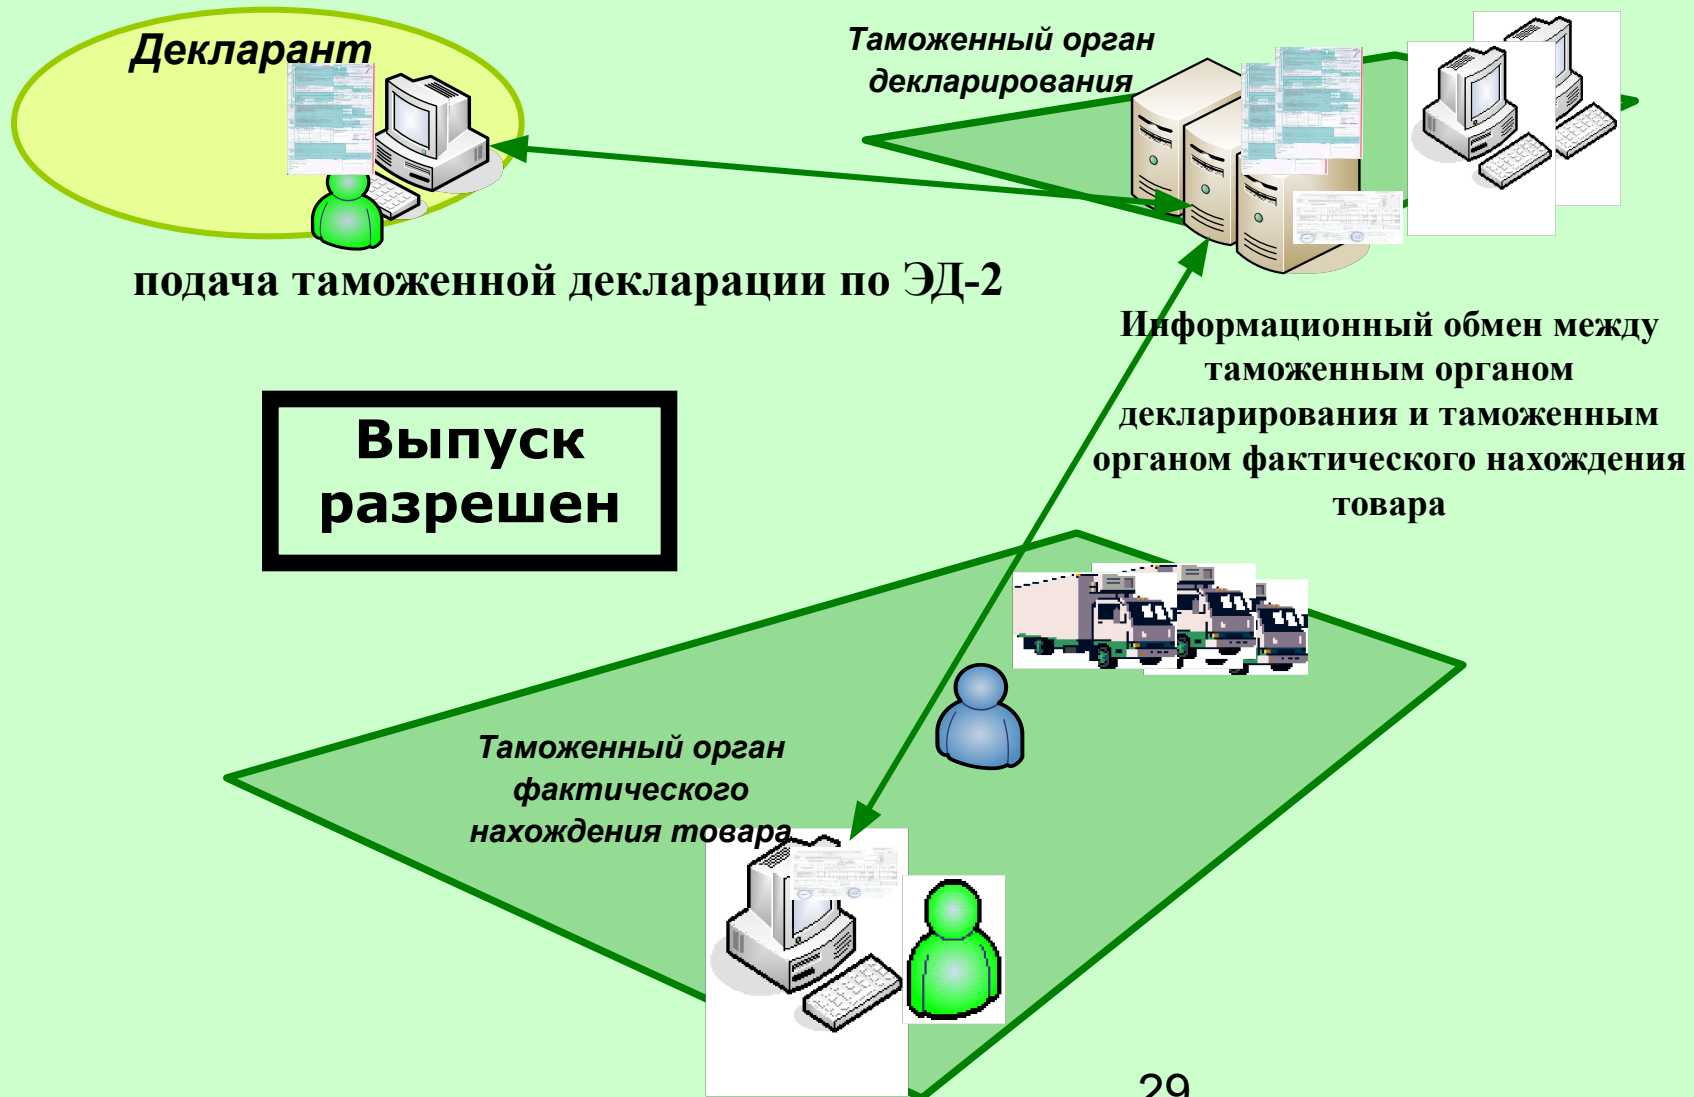 Декларант
Таможенный орган
декларирования
подача таможенной декларации по ЭД-2
Информационный обмен между
таможенным органом
декларирования и таможенным
органом фактического нахождения
товара
Выпуск
разрешен
Таможенный орган
фактического
нахождения товара
29